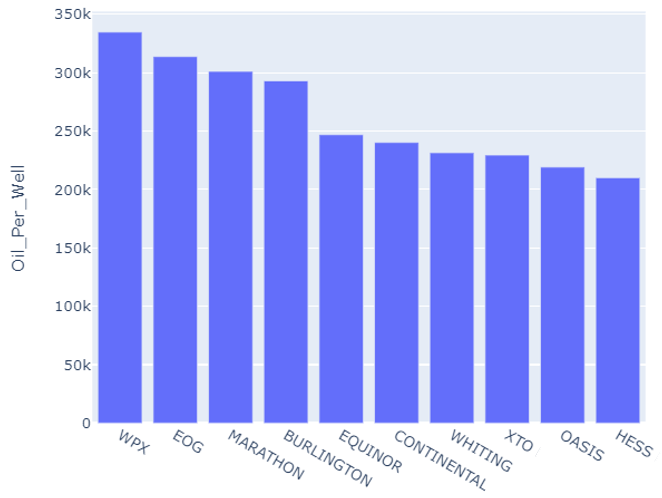 350k
300k
250k
200k
150k
100k
50k
0
Oil_Per_Well
WPX
EOG
MARATHON
BURLINGTON
EQUINOR
CONTINENTAL
WHITING
XTO
OASIS
HESS